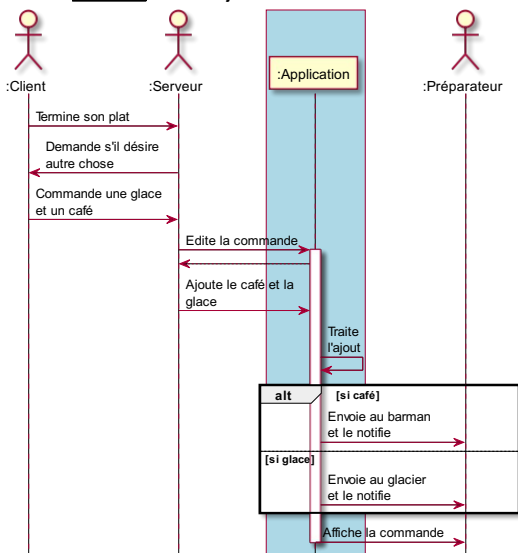 :Client
:Serveur
:Application
:Préparateur
Termine son plat
Demande s'il désire
autre chose
Commande une glace
et un café
Edite la commande
Ajoute le café et la
glace
Traite
l'ajout
alt
[si café]
Envoie au barman
et le notifie
[si glace]
Envoie au glacier
et le notifie
Affiche la commande